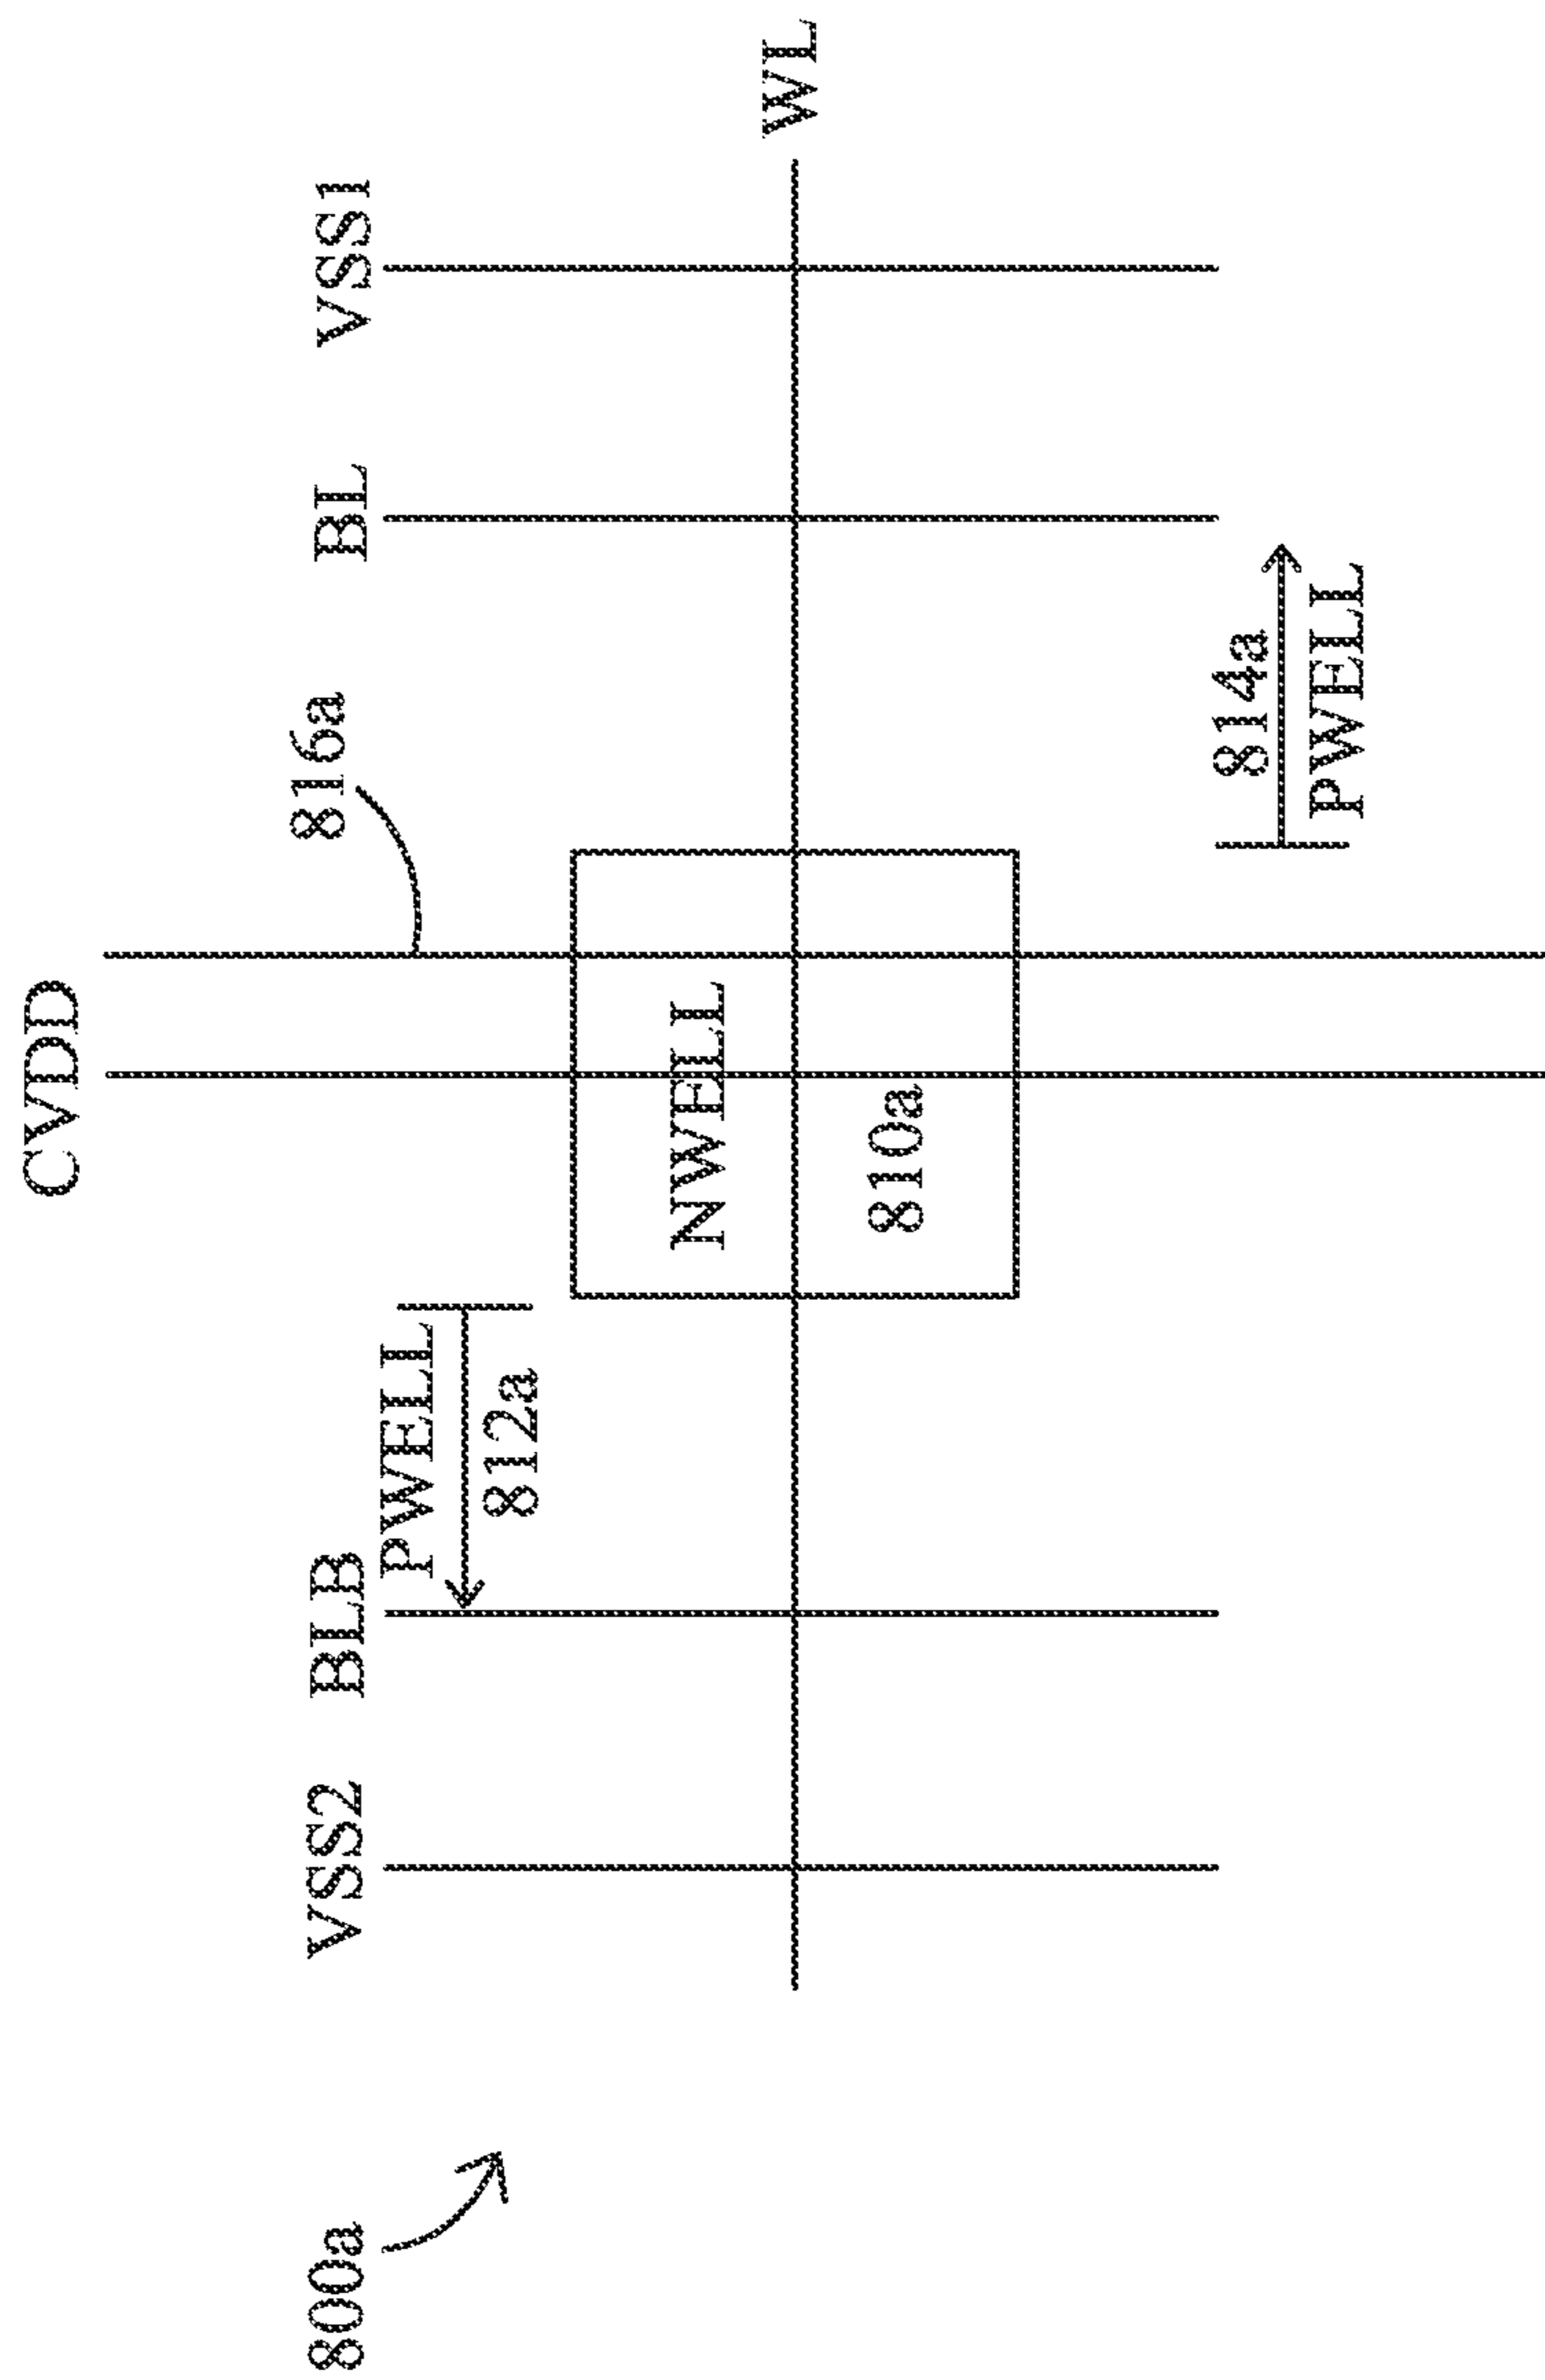 CVDD
800a
VSS2
BLB
816a
BL
VSS1
PWELL
812a
NWELL
WL
810a
814a
PWELL